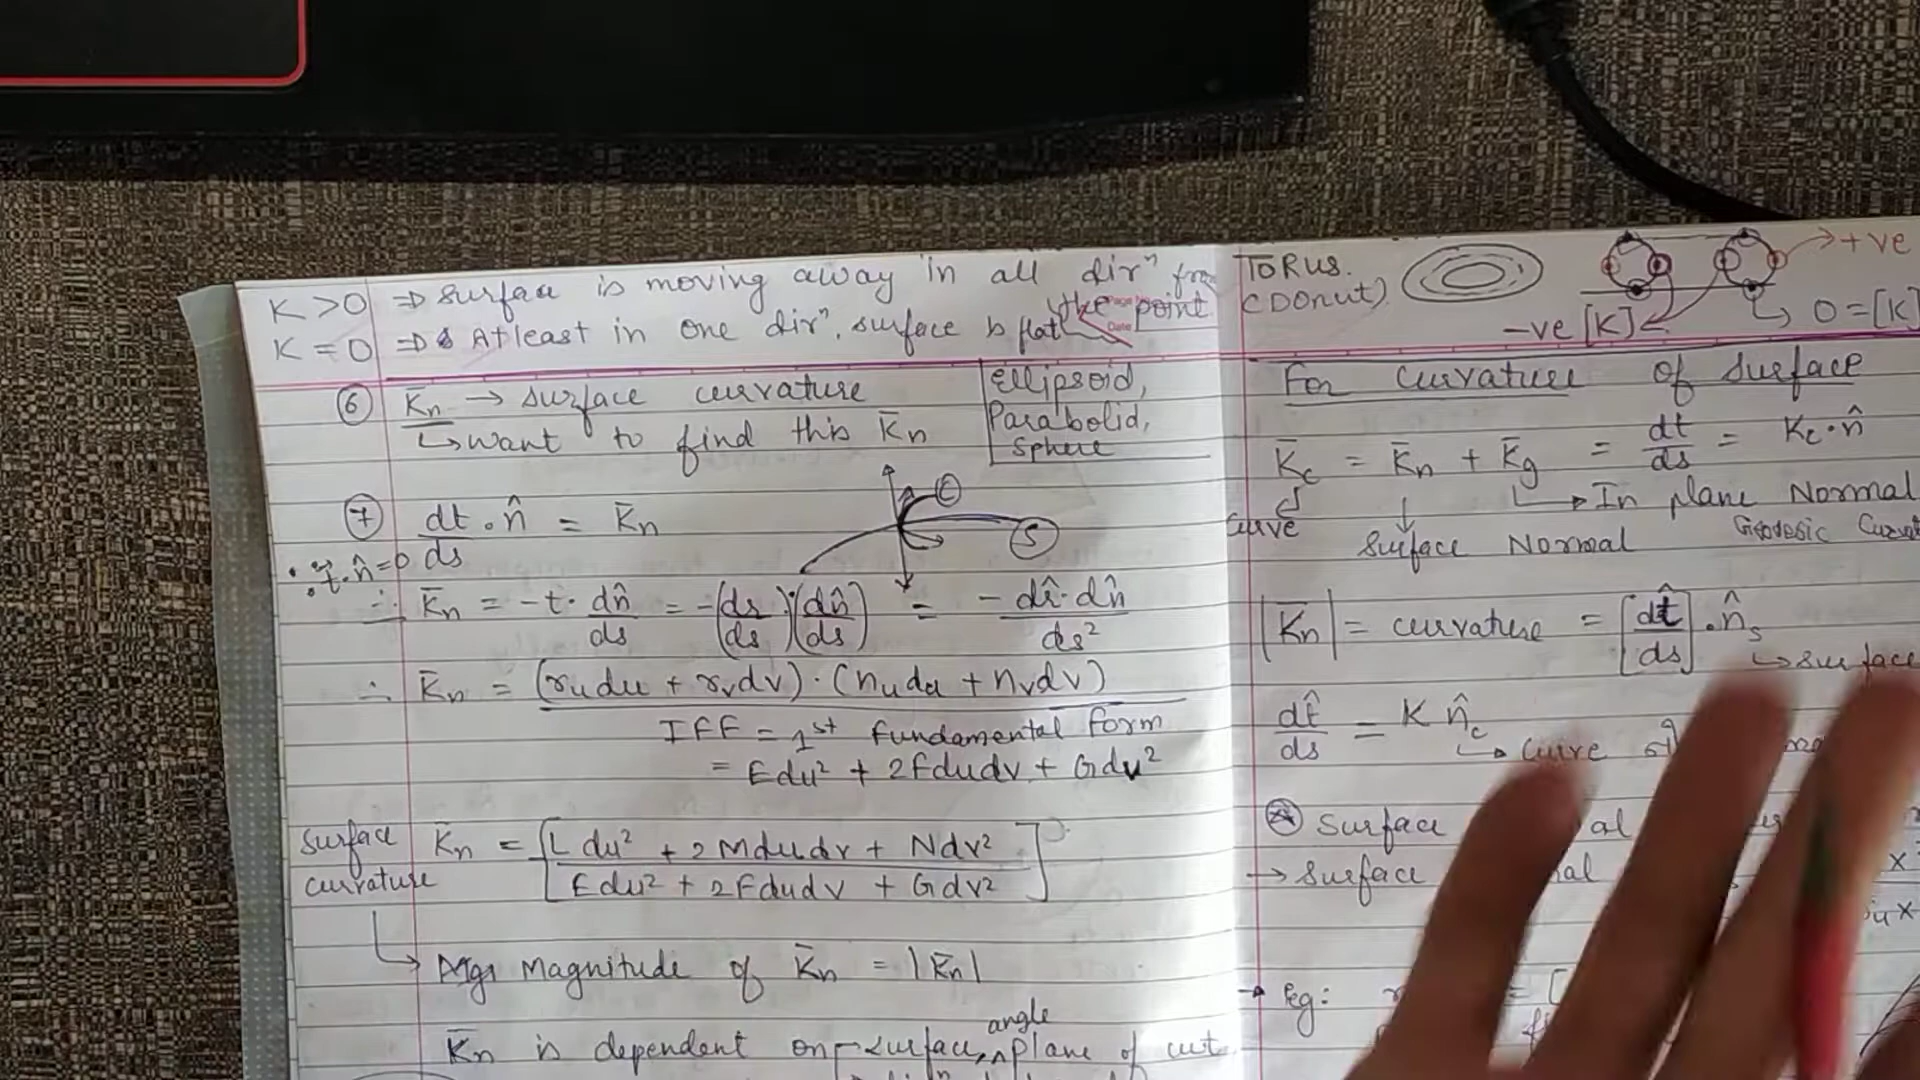 K >0 ⇒ surface is moving away in all dirⁿ from the point
K = 0 ⇒ Atleast in one dirⁿ. surface is flat
⑥ K̄n → surface curvature
↳ want to find this K̄n
Ellipsoid,
Parabolid,
Sphere
⑦ dt/ds . n̂ = K̄n
C
S
∵ t.n̂=0
∴ K̄n = -t. dn̂/ds = -(dr/ds).(dn̂/ds) = -dr̂.dn̂/ds²
∴ K̄n = (rudu + rvdv).(nudu + nvdv)
IFF = 1st fundamental form
= Edu² + 2Fdudv + Gdv²
surface curvature K̄n = [Ldu² + 2Mdudv + Ndv² / Edu² + 2Fdudv + Gdv²]
↳ Magnitude of K̄n = |K̄n|
angle
K̄n is dependent on surface, plane of cut
TORUS.
(Donut)
+ve
-ve [K]
0=[K]
For curvature of surface
K̄c = K̄n + K̄g = dt/ds = Kc.n̂
curve
In plane Normal
Surface Normal
Geodesic
|K̄n| = curvature = [dt̂/ds].n̂s
↳ surface
dt̂/ds = K n̂c
↳ curve
Surface
→ Surface
→ Eg: